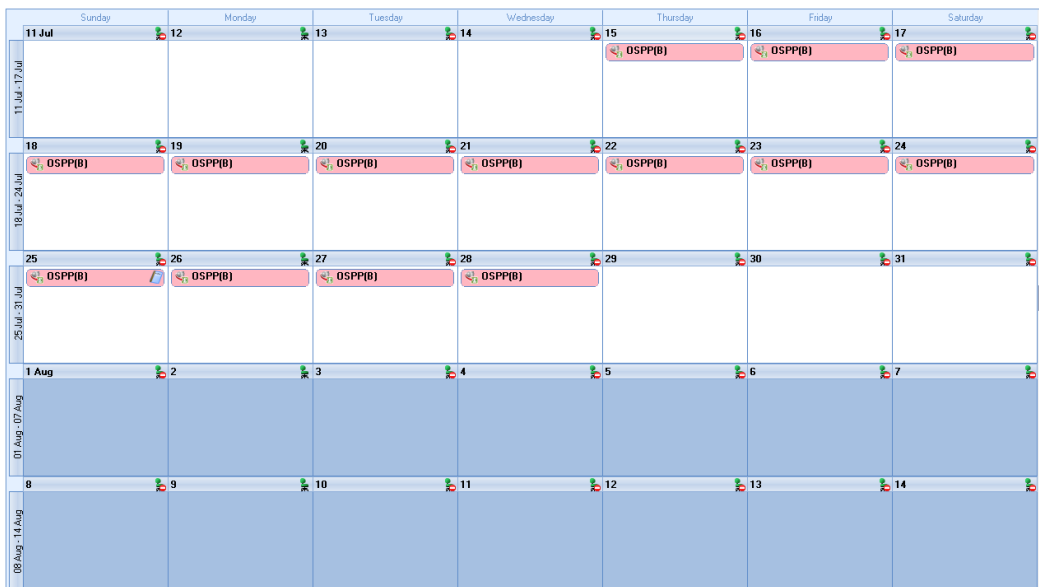 Sunday Monday Tuesday Wednesday Thursday Friday Saturday
11 Jul 12 13 14 15 16 17
11 Jul - 17 Jul
OSPP(B) OSPP(B) OSPP(B)
18 19 20 21 22 23 24
18 Jul - 24 Jul
OSPP(B) OSPP(B) OSPP(B) OSPP(B) OSPP(B) OSPP(B) OSPP(B)
25 26 27 28 29 30 31
25 Jul - 31 Jul
OSPP(B) OSPP(B) OSPP(B) OSPP(B)
1 Aug 2 3 4 5 6 7
01 Aug - 07 Aug
8 9 10 11 12 13 14
08 Aug - 14 Aug